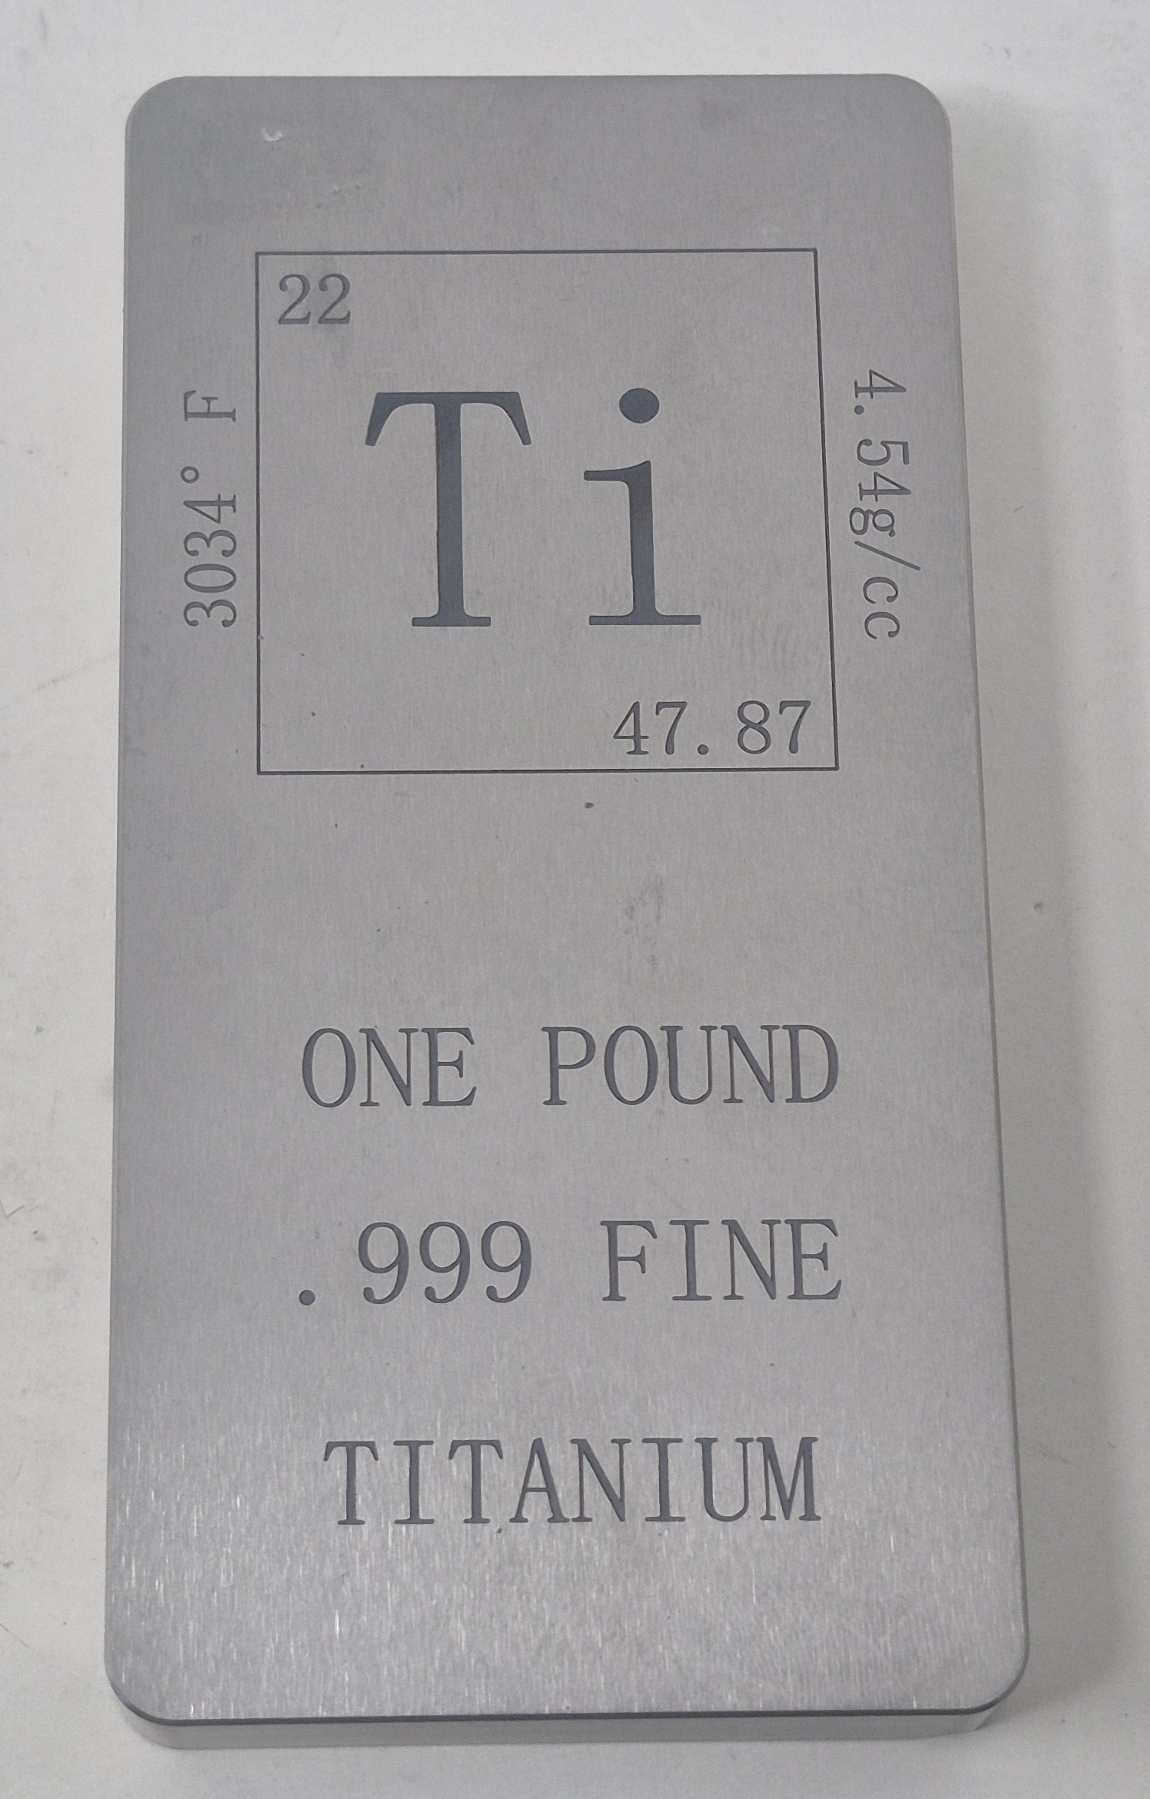 22
3034° F
Ti
4.54g/cc
47.87
ONE POUND
.999 FINE
TITANIUM